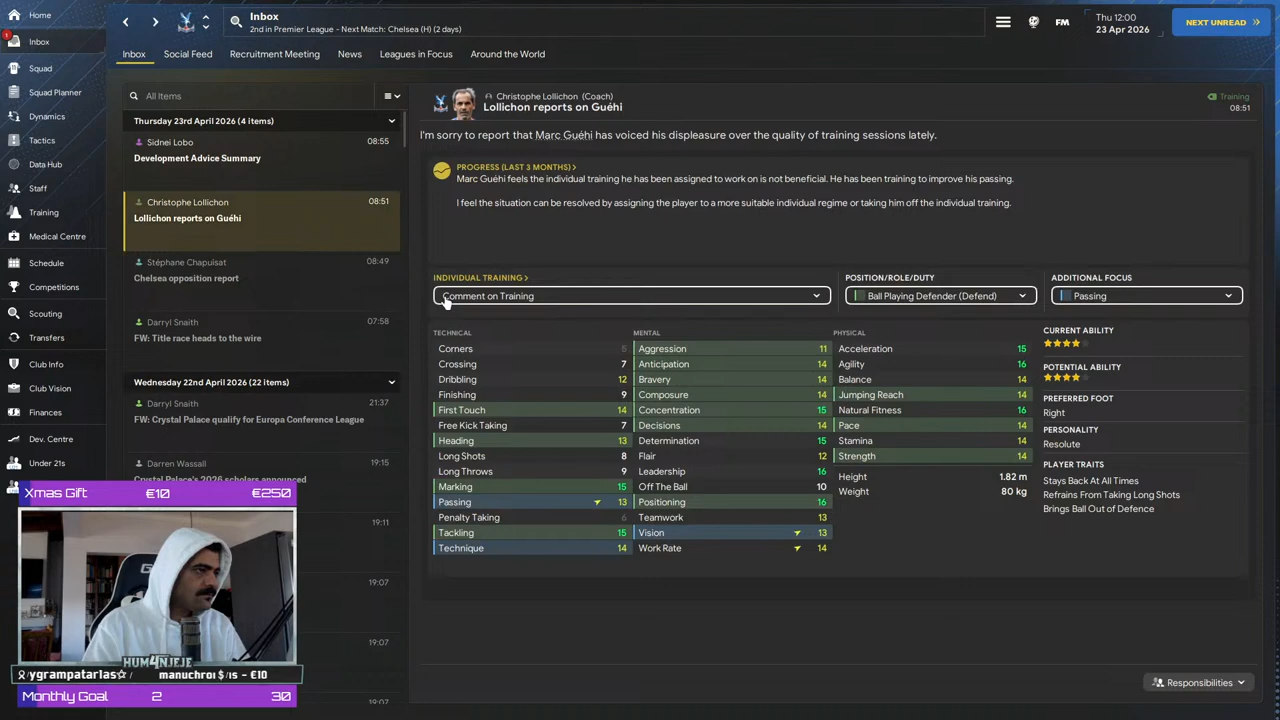 Home
Inbox
2nd in Premier League - Next Match: Chelsea (H) (2 days)
FM
Thu 12:00
23 Apr 2026
NEXT UNREAD
1
Inbox
Squad
Squad Planner
Dynamics
Tactics
Data Hub
Staff
Training
Medical Centre
Schedule
Competitions
Scouting
Transfers
Club Info
Club Vision
Finances
Dev. Centre
Under 21s
Inbox
Social Feed
Recruitment Meeting
News
Leagues in Focus
Around the World
All Items
Thursday 23rd April 2026 (4 items)
Sidnei Lobo
08:55
Development Advice Summary
Christophe Lollichon
08:51
Lollichon reports on Guéhi
Stéphane Chapuisat
08:49
Chelsea opposition report
Darryl Snaith
07:58
FW: Title race heads to the wire
Wednesday 22nd April 2026 (22 items)
Darryl Snaith
21:37
FW: Crystal Palace qualify for Europa Conference League
Darren Wassall
19:15
Crystal Palace's 2026 scholars announced
19:11
19:07
19:07
19:07
Christophe Lollichon (Coach)
Lollichon reports on Guéhi
Training
08:51
I'm sorry to report that Marc Guéhi has voiced his displeasure over the quality of training sessions lately.
PROGRESS (LAST 3 MONTHS) >
Marc Guéhi feels the individual training he has been assigned to work on is not beneficial. He has been training to improve his passing.
I feel the situation can be resolved by assigning the player to a more suitable individual regime or taking him off the individual training.
INDIVIDUAL TRAINING >
Comment on Training
POSITION/ROLE/DUTY
Ball Playing Defender (Defend)
ADDITIONAL FOCUS
Passing
TECHNICAL
Corners 5
Crossing 7
Dribbling 12
Finishing 9
First Touch 14
Free Kick Taking 7
Heading 13
Long Shots 8
Long Throws 9
Marking 15
Passing 13
Penalty Taking 6
Tackling 15
Technique 14
MENTAL
Aggression 11
Anticipation 14
Bravery 14
Composure 14
Concentration 15
Decisions 14
Determination 15
Flair 12
Leadership 16
Off The Ball 10
Positioning 16
Teamwork 13
Vision 13
Work Rate 14
PHYSICAL
Acceleration 15
Agility 16
Balance 14
Jumping Reach 14
Natural Fitness 16
Pace 14
Stamina 14
Strength 14
Height 1.82 m
Weight 80 kg
CURRENT ABILITY
POTENTIAL ABILITY
PREFERRED FOOT
Right
PERSONALITY
Resolute
PLAYER TRAITS
Stays Back At All Times
Refrains From Taking Long Shots
Brings Ball Out of Defence
Responsibilities
Xmas Gift €10 €250
HUM4NJEJE
manuchroi $/is - €10
Monthly Goal 2 30